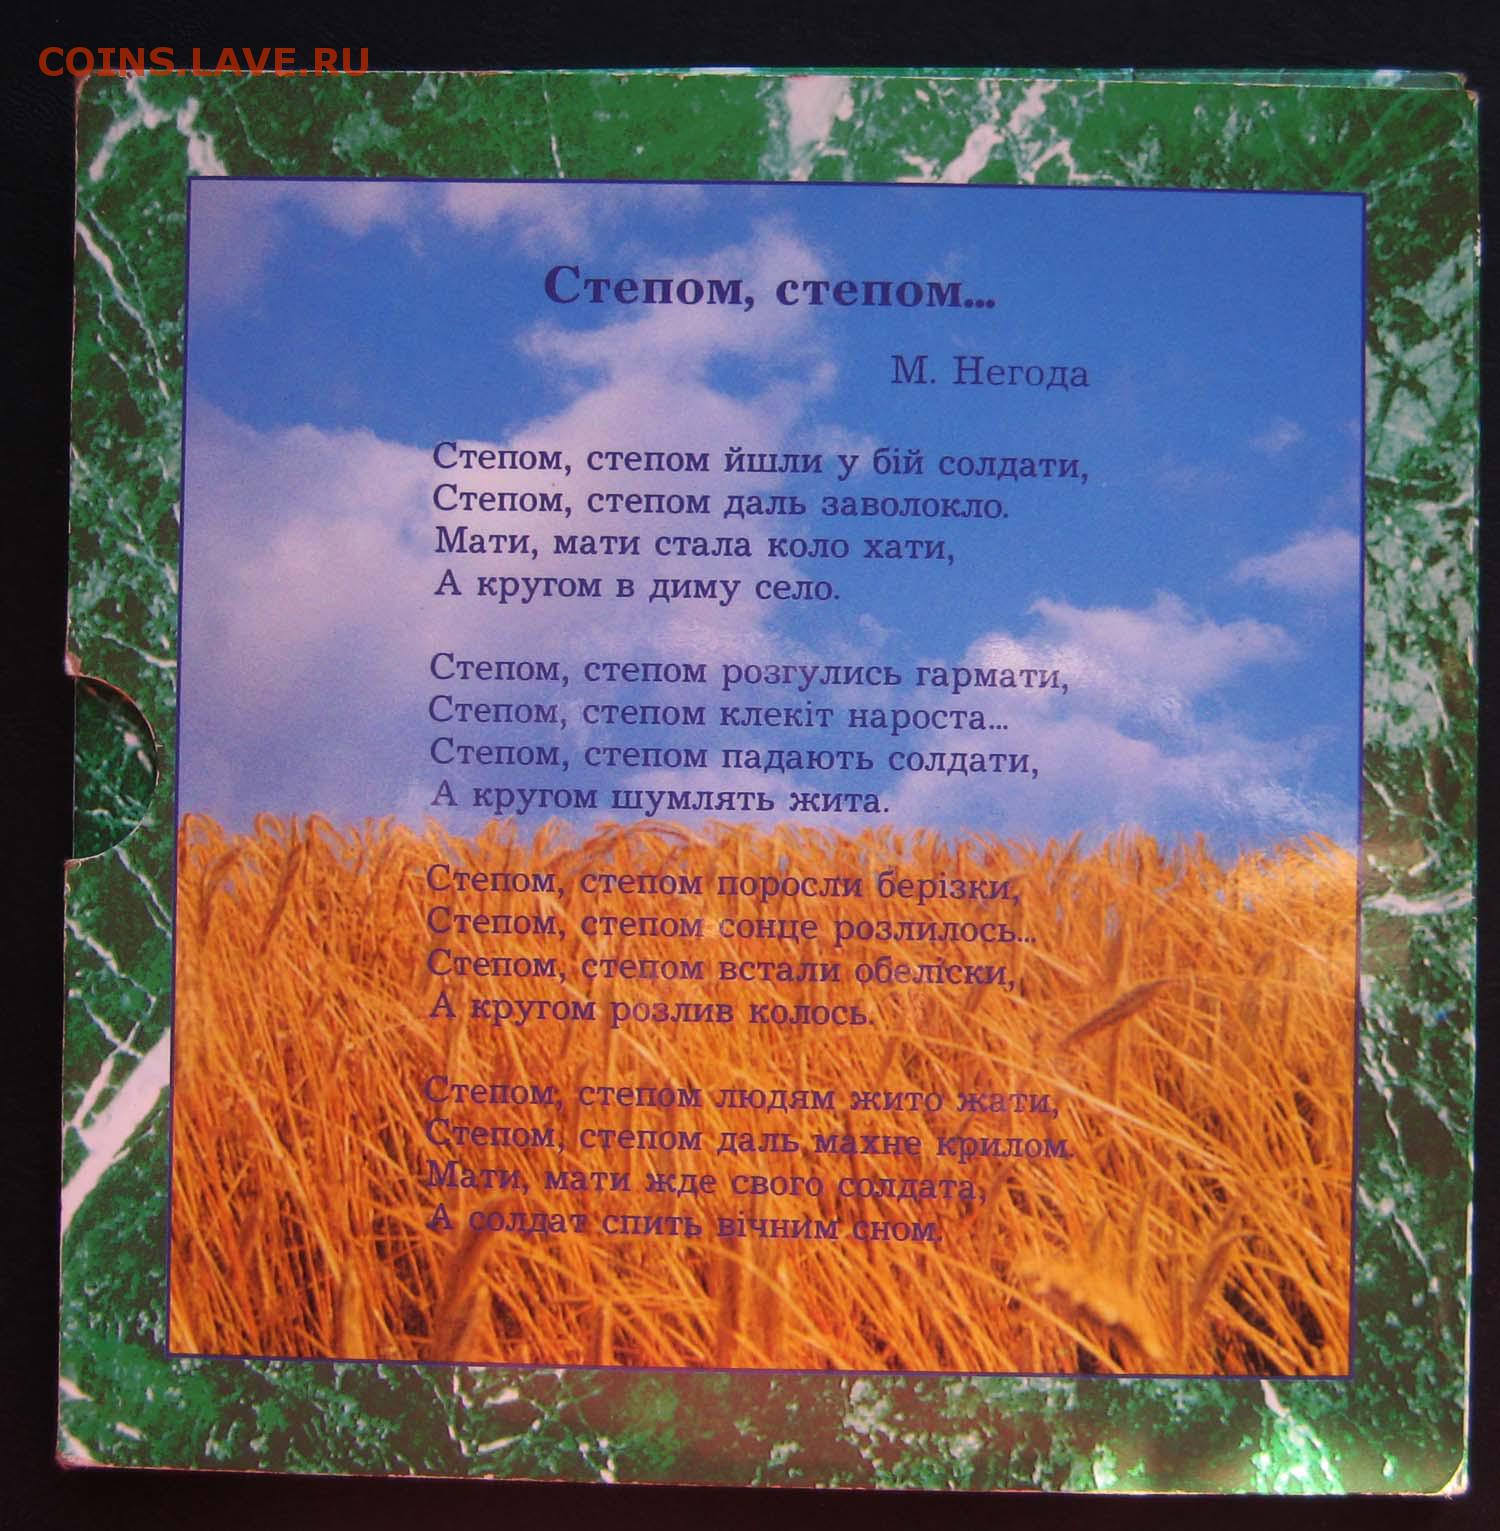 COINS.LAVE.RU
Степом, степом...
М. Негода
Степом, степом йшли у бій солдати,
Степом, степом даль заволокло.
Мати, мати стала коло хати,
А кругом в диму село.
Степом, степом розгулись гармати,
Степом, степом клекіт нароста...
Степом, степом падають солдати,
А кругом шумлять жита.
Степом, степом поросли берізки,
Степом, степом сонце розлилось...
Степом, степом встали обеліски,
А кругом розлив колось.
Степом, степом людям жито жати,
Степом, степом даль махне крилом.
Мати, мати жде свого солдата,
А солдат спить вічним сном.